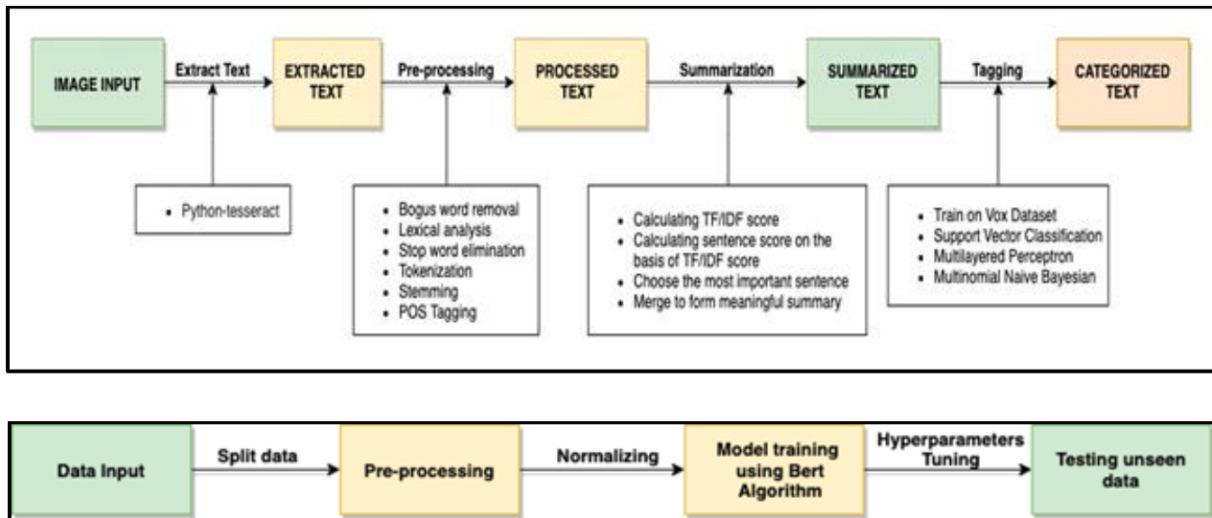 IMAGE INPUT
Extract Text
EXTRACTED
TEXT
Pre-processing
PROCESSED
TEXT
Summarization
SUMMARIZED
TEXT
Tagging
CATEGORIZED
TEXT
• Python-tesseract
• Bogus word removal
• Lexical analysis
• Stop word elimination
• Tokenization
• Stemming
• POS Tagging
• Calculating TF/IDF score
• Calculating sentence score on the
basis of TF/IDF score
• Choose the most important sentence
• Merge to form meaningful summary
• Train on Vox Dataset
• Support Vector Classification
• Multilayered Perceptron
• Multinomial Naive Bayesian
Data Input
Split data
Pre-processing
Normalizing
Model training
using Bert
Algorithm
Hyperparameters
Tuning
Testing unseen
data